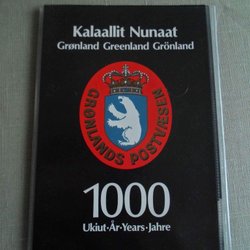 Kalaallit Nunaat
Grønland Greenland Grönland
GRØNLANDS POSTVÆSEN
1000
Ukiut·År·Years·Jahre